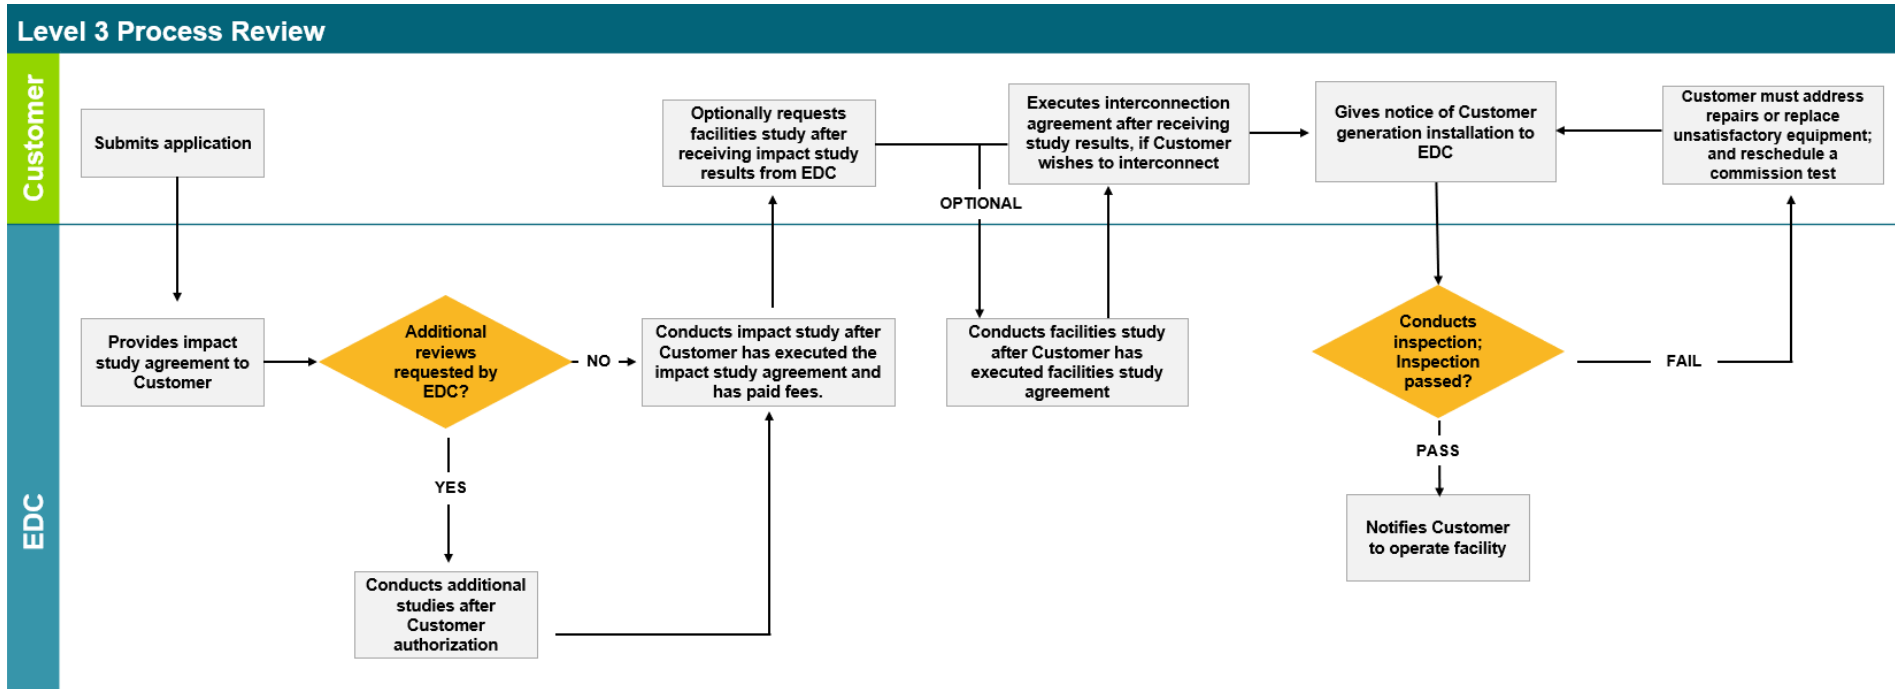 Level 3 Process Review
Customer
Submits application
Optionally requests
facilities study after
receiving impact study
results from EDC
Executes interconnection
agreement after receiving
study results, if Customer
wishes to interconnect
Gives notice of Customer
generation installation to
EDC
Customer must address
repairs or replace
unsatisfactory equipment;
and reschedule a
commission test
OPTIONAL
EDC
Provides impact
study agreement to
Customer
Additional
reviews
requested by
EDC?
NO
Conducts impact study after
Customer has executed the
impact study agreement and
has paid fees.
Conducts facilities study
after Customer has
executed facilities study
agreement
Conducts
inspection;
Inspection
passed?
FAIL
PASS
YES
Notifies Customer
to operate facility
Conducts additional
studies after
Customer
authorization